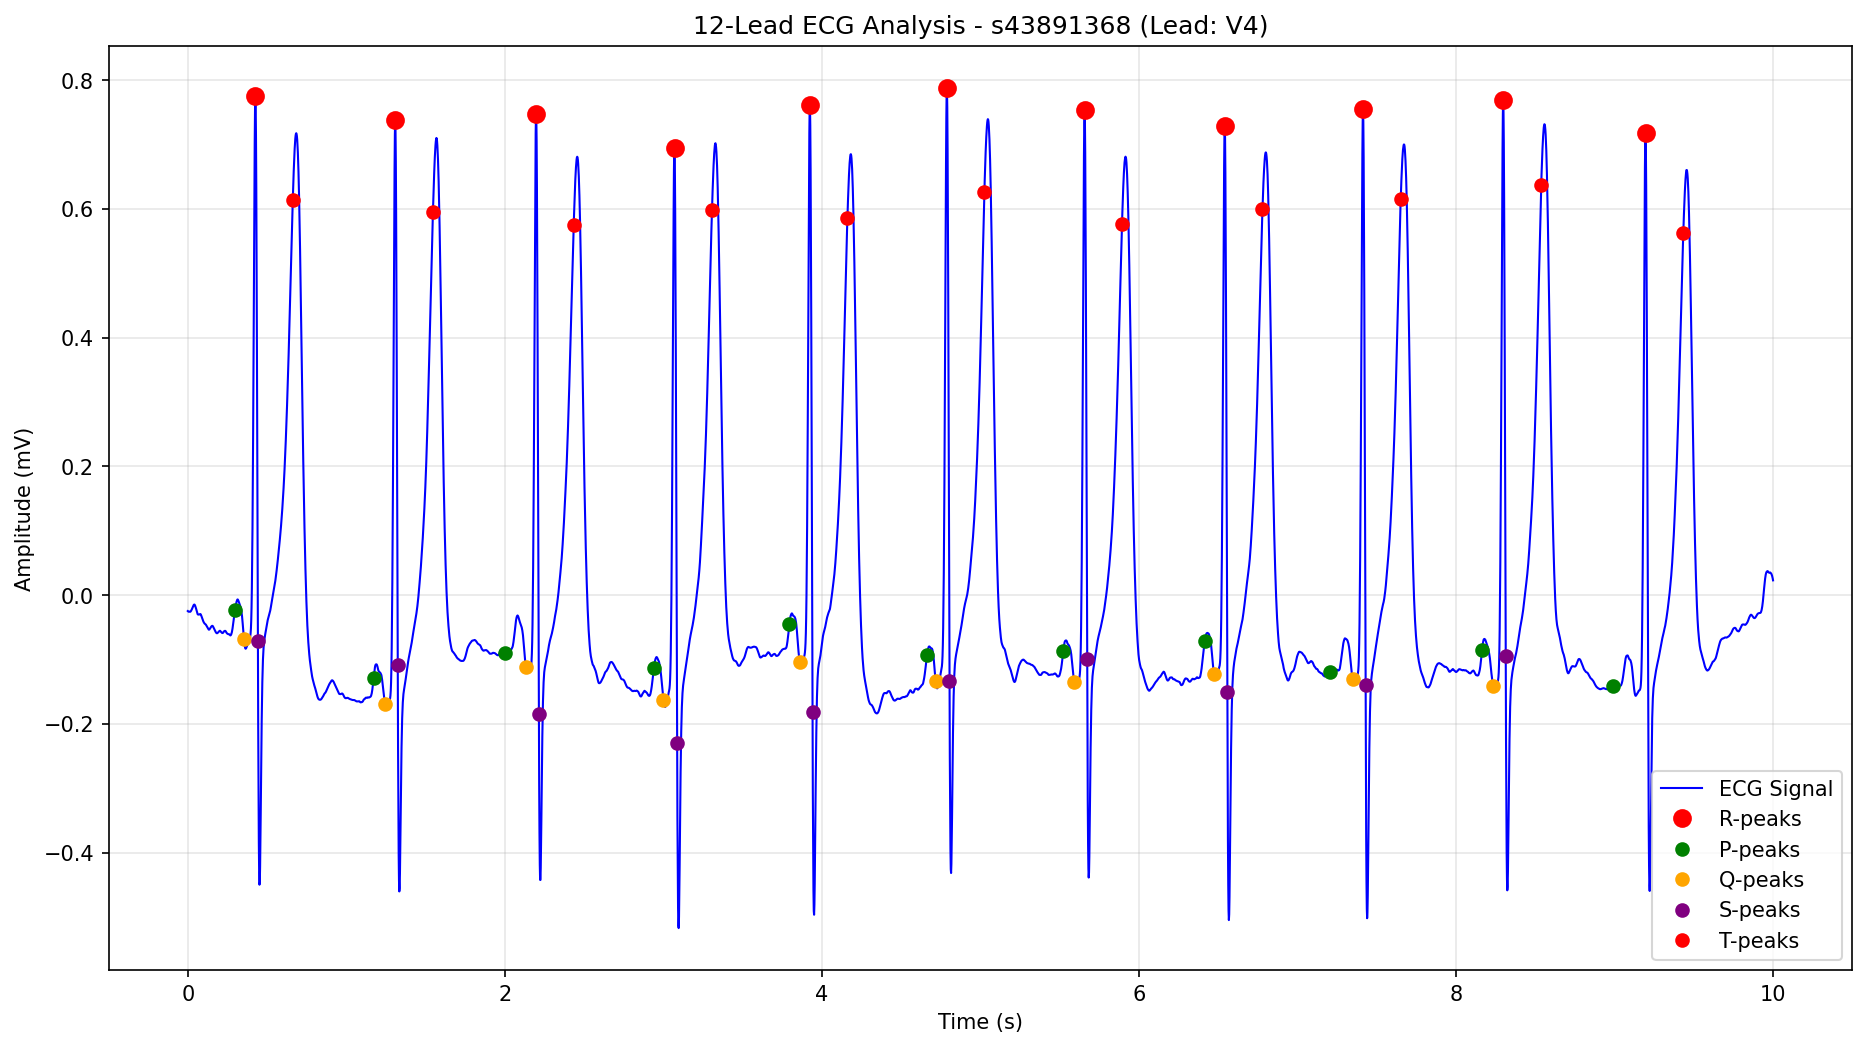 12-Lead ECG Analysis - s43891368 (Lead: V4)
0.8
0.6
0.4
0.2
0.0
−0.2
−0.4
Amplitude (mV)
0 2 4 6 8 10
Time (s)
ECG Signal
R-peaks
P-peaks
Q-peaks
S-peaks
T-peaks